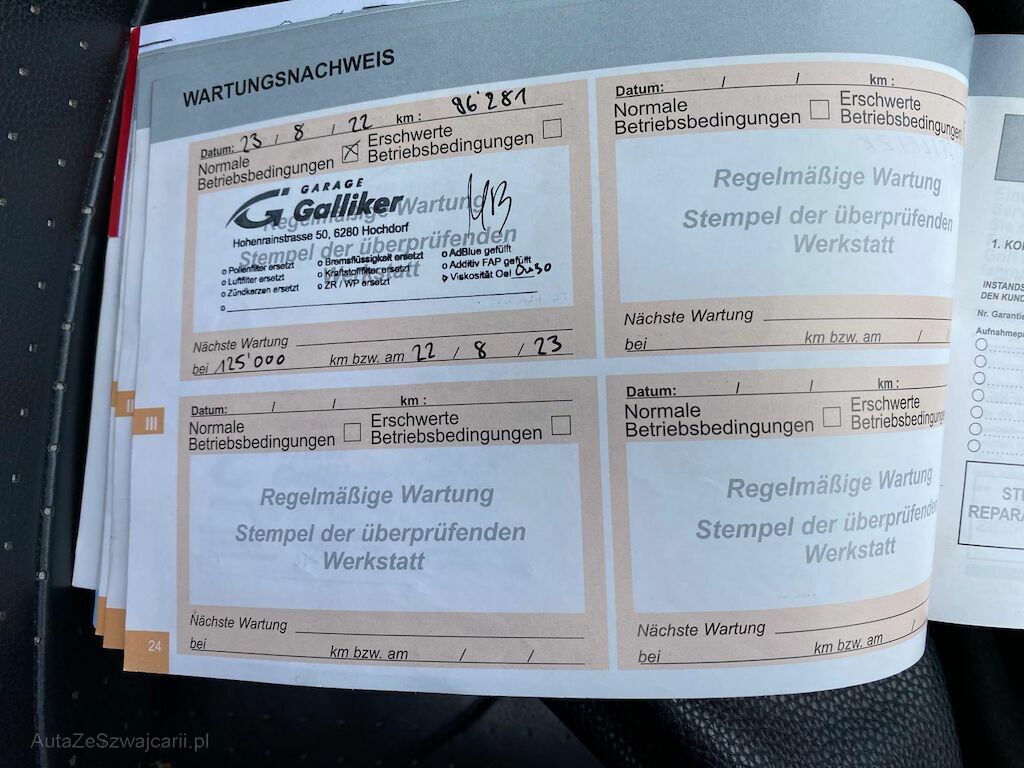 WARTUNGSNACHWEIS
Datum: 23 / 8 / 22 km : 96'281
Normale Betriebsbedingungen ☒ Erschwerte Betriebsbedingungen ☐
GARAGE
Galliker
Regelmäßige Wartung
Hohenrainstrasse 50, 6280 Hochdorf
Stempel der überprüfenden
Werkstatt
o Pollenfilter ersetzt o Bremsflüssigkeit ersetzt o AdBlue gefüllt
o Luftfilter ersetzt o Kraftstofffilter ersetzt o Additiv FAP gefüllt
o Zündkerzen ersetzt o ZR / WP ersetzt o Viskosität Oel 0W30
Nächste Wartung
bei 125'000 km bzw. am 22 / 8 / 23
Datum: / / km :
Normale Betriebsbedingungen ☐ Erschwerte Betriebsbedingungen
Regelmäßige Wartung
Stempel der überprüfenden
Werkstatt
Nächste Wartung
bei km bzw. am /
Datum: / / km :
Normale Betriebsbedingungen ☐ Erschwerte Betriebsbedingungen ☐
Regelmäßige Wartung
Stempel der überprüfenden
Werkstatt
Nächste Wartung
bei km bzw. am / /
Datum: / / km :
Normale Betriebsbedingungen ☐ Erschwerte Betriebsbedingungen
Regelmäßige Wartung
Stempel der überprüfenden
Werkstatt
Nächste Wartung
bei km bzw. am /
II
III
24
INSTANDS
DEN KUND
Nr. Garantie
Aufnahmepr
ST
REPARA
AutaZeSzwajcarii.pl